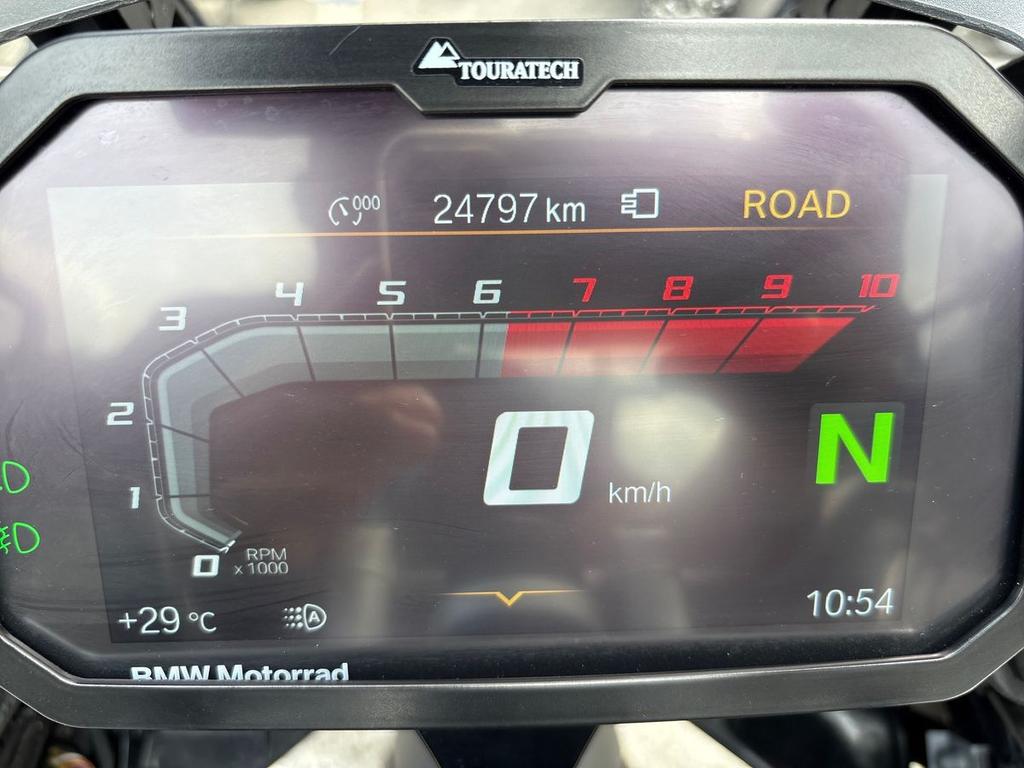 TOURATECH
000 24797 km ROAD
4 5 6 7 8 9 10
3
2
0 km/h N
1
0 RPM
x 1000
+29 °C A 10:54
BMW Motorrad